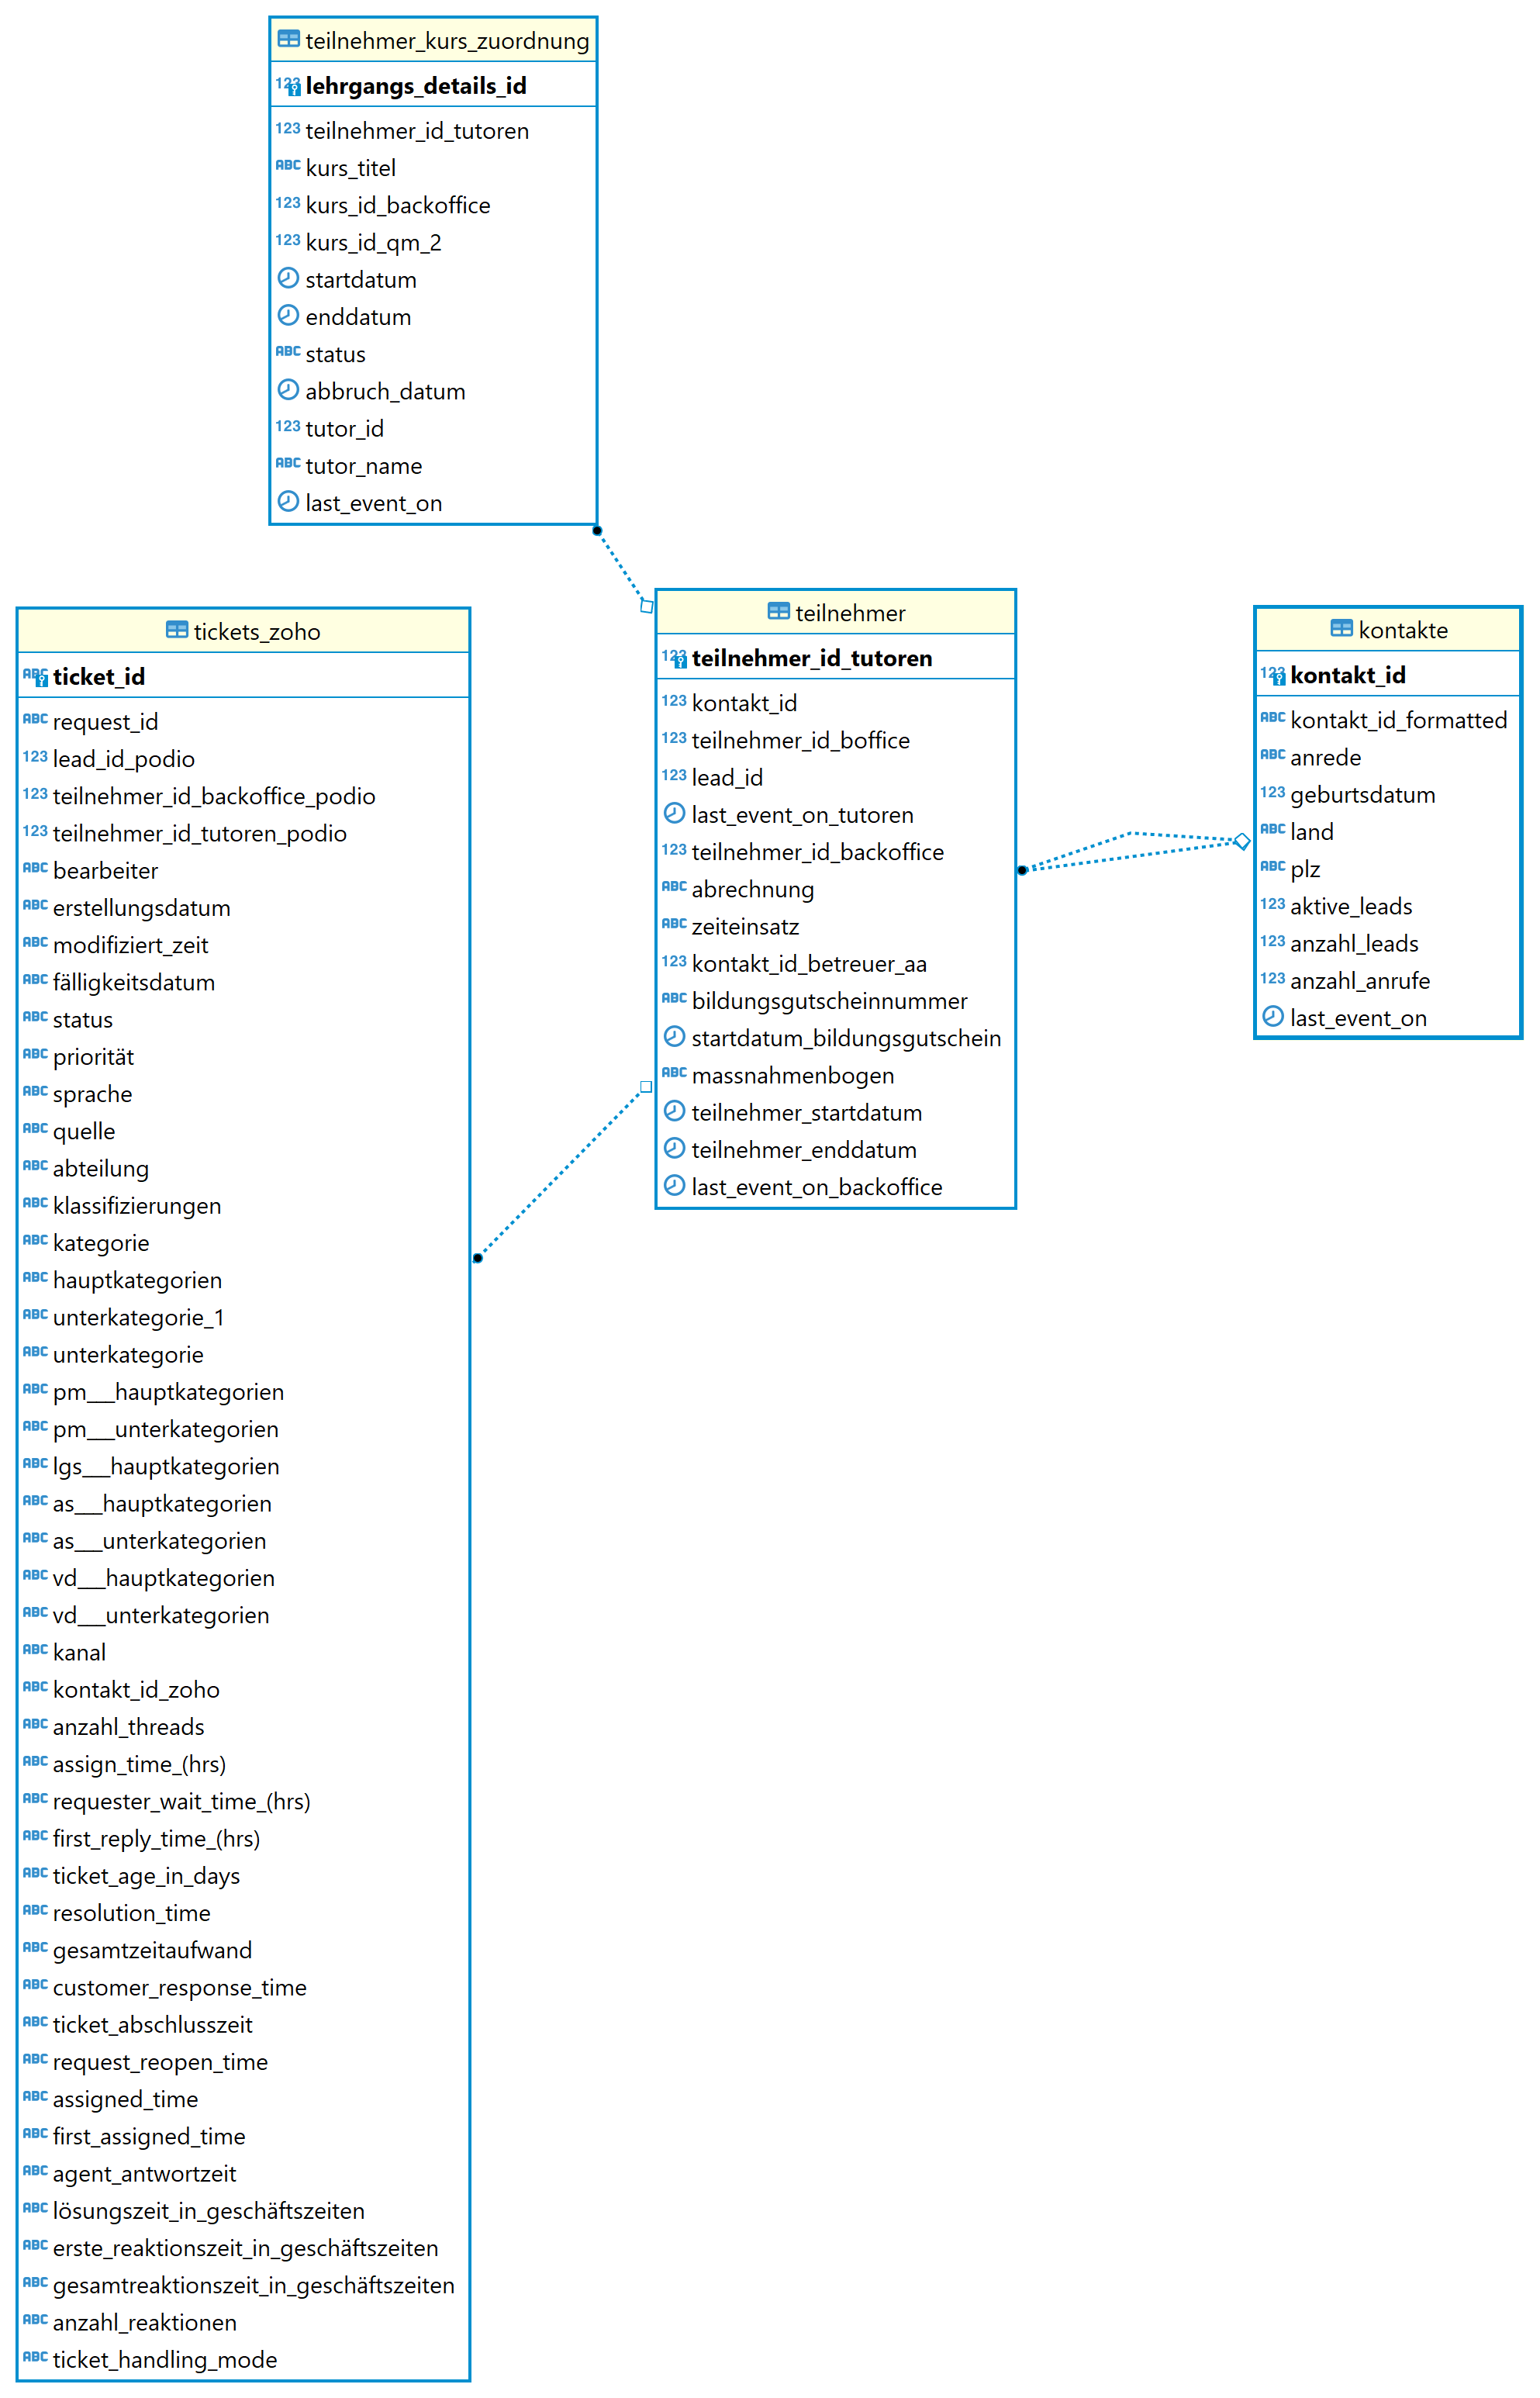 teilnehmer_kurs_zuordnung
123 lehrgangs_details_id
123 teilnehmer_id_tutoren
ABC kurs_titel
123 kurs_id_backoffice
123 kurs_id_qm_2
startdatum
enddatum
ABC status
abbruch_datum
123 tutor_id
ABC tutor_name
last_event_on
tickets_zoho
ABC ticket_id
ABC request_id
123 lead_id_podio
123 teilnehmer_id_backoffice_podio
123 teilnehmer_id_tutoren_podio
ABC bearbeiter
ABC erstellungsdatum
ABC modifiziert_zeit
ABC fälligkeitsdatum
ABC status
ABC priorität
ABC sprache
ABC quelle
ABC abteilung
ABC klassifizierungen
ABC kategorie
ABC hauptkategorien
ABC unterkategorie_1
ABC unterkategorie
ABC pm___hauptkategorien
ABC pm___unterkategorien
ABC lgs___hauptkategorien
ABC as___hauptkategorien
ABC as___unterkategorien
ABC vd___hauptkategorien
ABC vd___unterkategorien
ABC kanal
ABC kontakt_id_zoho
ABC anzahl_threads
ABC assign_time_(hrs)
ABC requester_wait_time_(hrs)
ABC first_reply_time_(hrs)
ABC ticket_age_in_days
ABC resolution_time
ABC gesamtzeitaufwand
ABC customer_response_time
ABC ticket_abschlusszeit
ABC request_reopen_time
ABC assigned_time
ABC first_assigned_time
ABC agent_antwortzeit
ABC lösungszeit_in_geschäftszeiten
ABC erste_reaktionszeit_in_geschäftszeiten
ABC gesamtreaktionszeit_in_geschäftszeiten
ABC anzahl_reaktionen
ABC ticket_handling_mode
teilnehmer
123 teilnehmer_id_tutoren
123 kontakt_id
123 teilnehmer_id_boffice
123 lead_id
last_event_on_tutoren
123 teilnehmer_id_backoffice
ABC abrechnung
ABC zeiteinsatz
123 kontakt_id_betreuer_aa
ABC bildungsgutscheinnummer
startdatum_bildungsgutschein
ABC massnahmenbogen
teilnehmer_startdatum
teilnehmer_enddatum
last_event_on_backoffice
kontakte
123 kontakt_id
ABC kontakt_id_formatted
ABC anrede
123 geburtsdatum
ABC land
ABC plz
123 aktive_leads
123 anzahl_leads
123 anzahl_anrufe
last_event_on